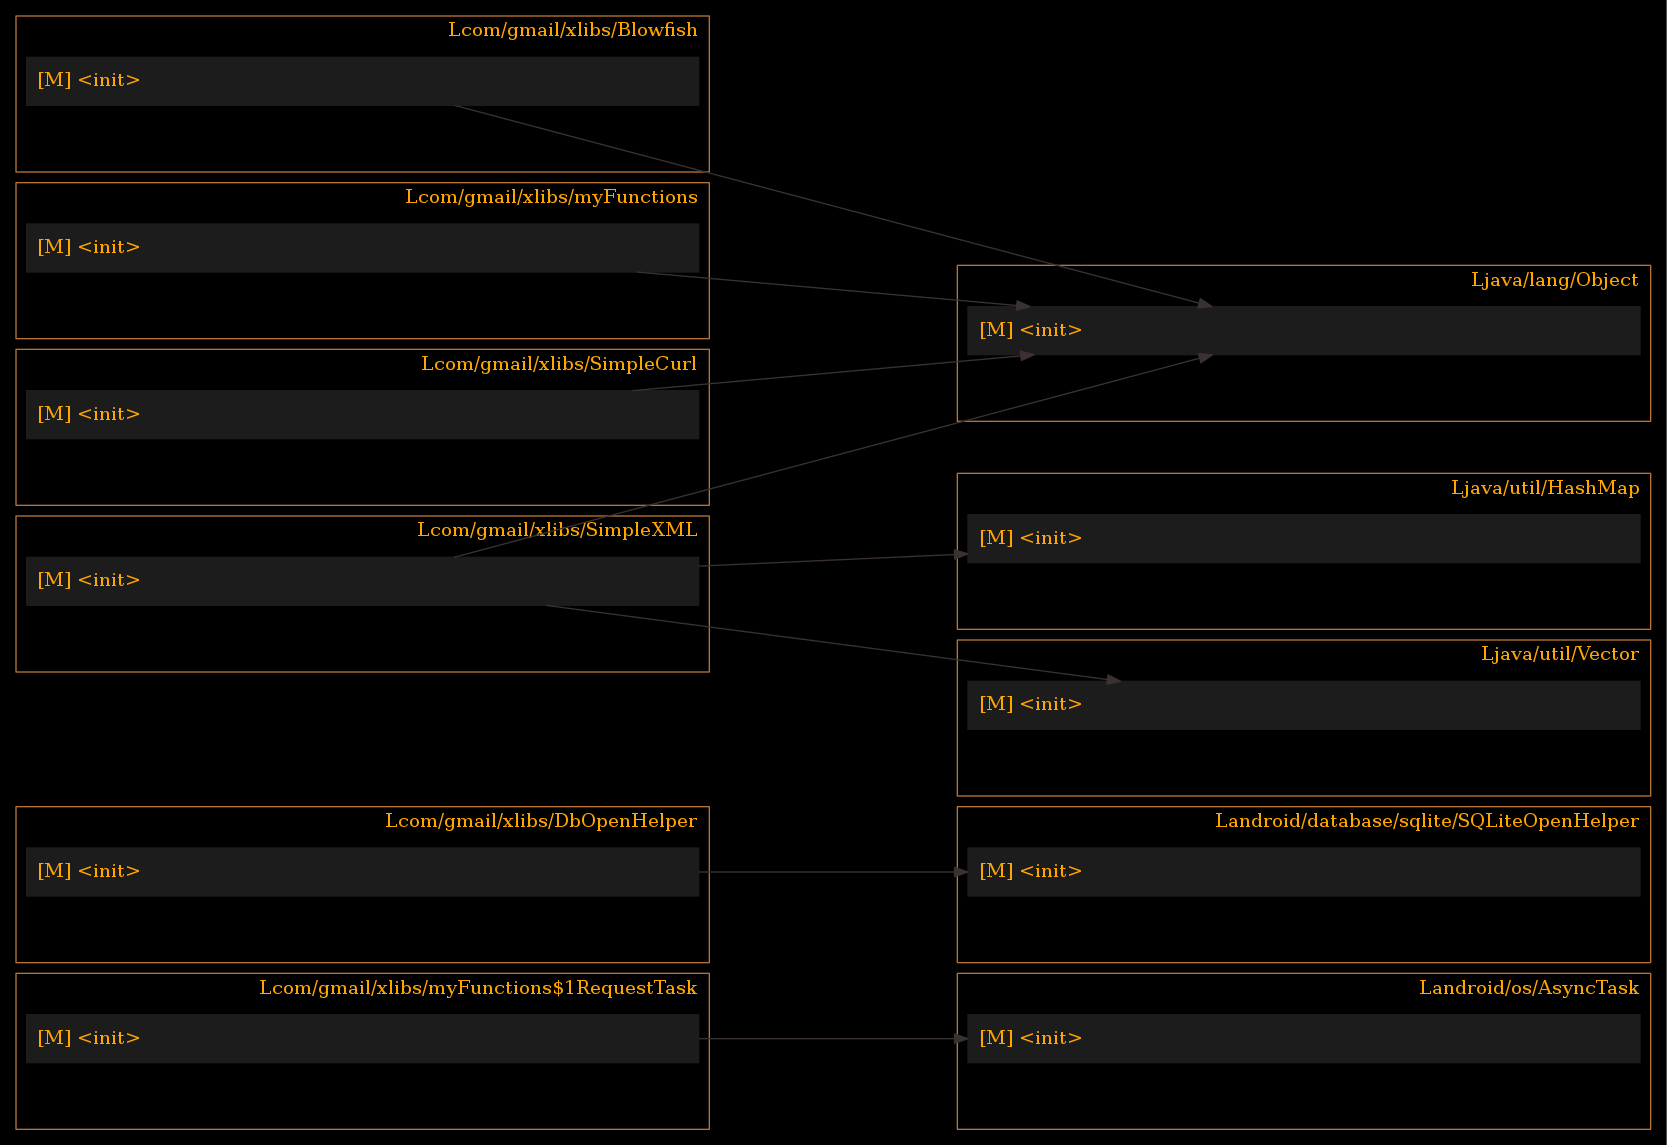 Lcom/gmail/xlibs/Blowfish
[M] <init>
Lcom/gmail/xlibs/myFunctions
[M] <init>
Lcom/gmail/xlibs/SimpleCurl
[M] <init>
Lcom/gmail/xlibs/SimpleXML
[M] <init>
Lcom/gmail/xlibs/DbOpenHelper
[M] <init>
Lcom/gmail/xlibs/myFunctions$1RequestTask
[M] <init>
Ljava/lang/Object
[M] <init>
Ljava/util/HashMap
[M] <init>
Ljava/util/Vector
[M] <init>
Landroid/database/sqlite/SQLiteOpenHelper
[M] <init>
Landroid/os/AsyncTask
[M] <init>